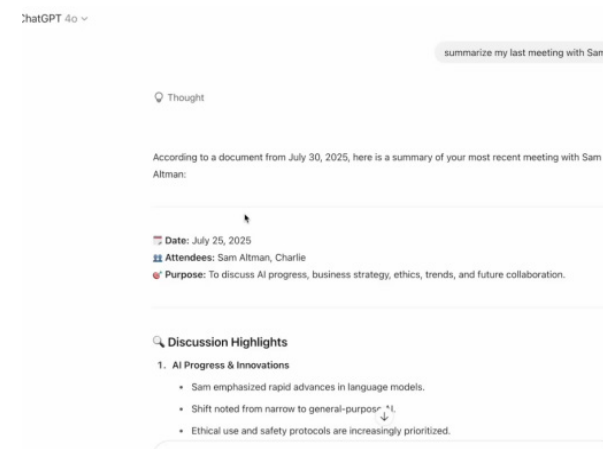 ChatGPT 4o
summarize my last meeting with Sam
Thought
According to a document from July 30, 2025, here is a summary of your most recent meeting with Sam
Altman:
Date: July 25, 2025
Attendees: Sam Altman, Charlie
Purpose: To discuss AI progress, business strategy, ethics, trends, and future collaboration.
Discussion Highlights
1. AI Progress & Innovations
• Sam emphasized rapid advances in language models.
• Shift noted from narrow to general-purpose AI.
• Ethical use and safety protocols are increasingly prioritized.